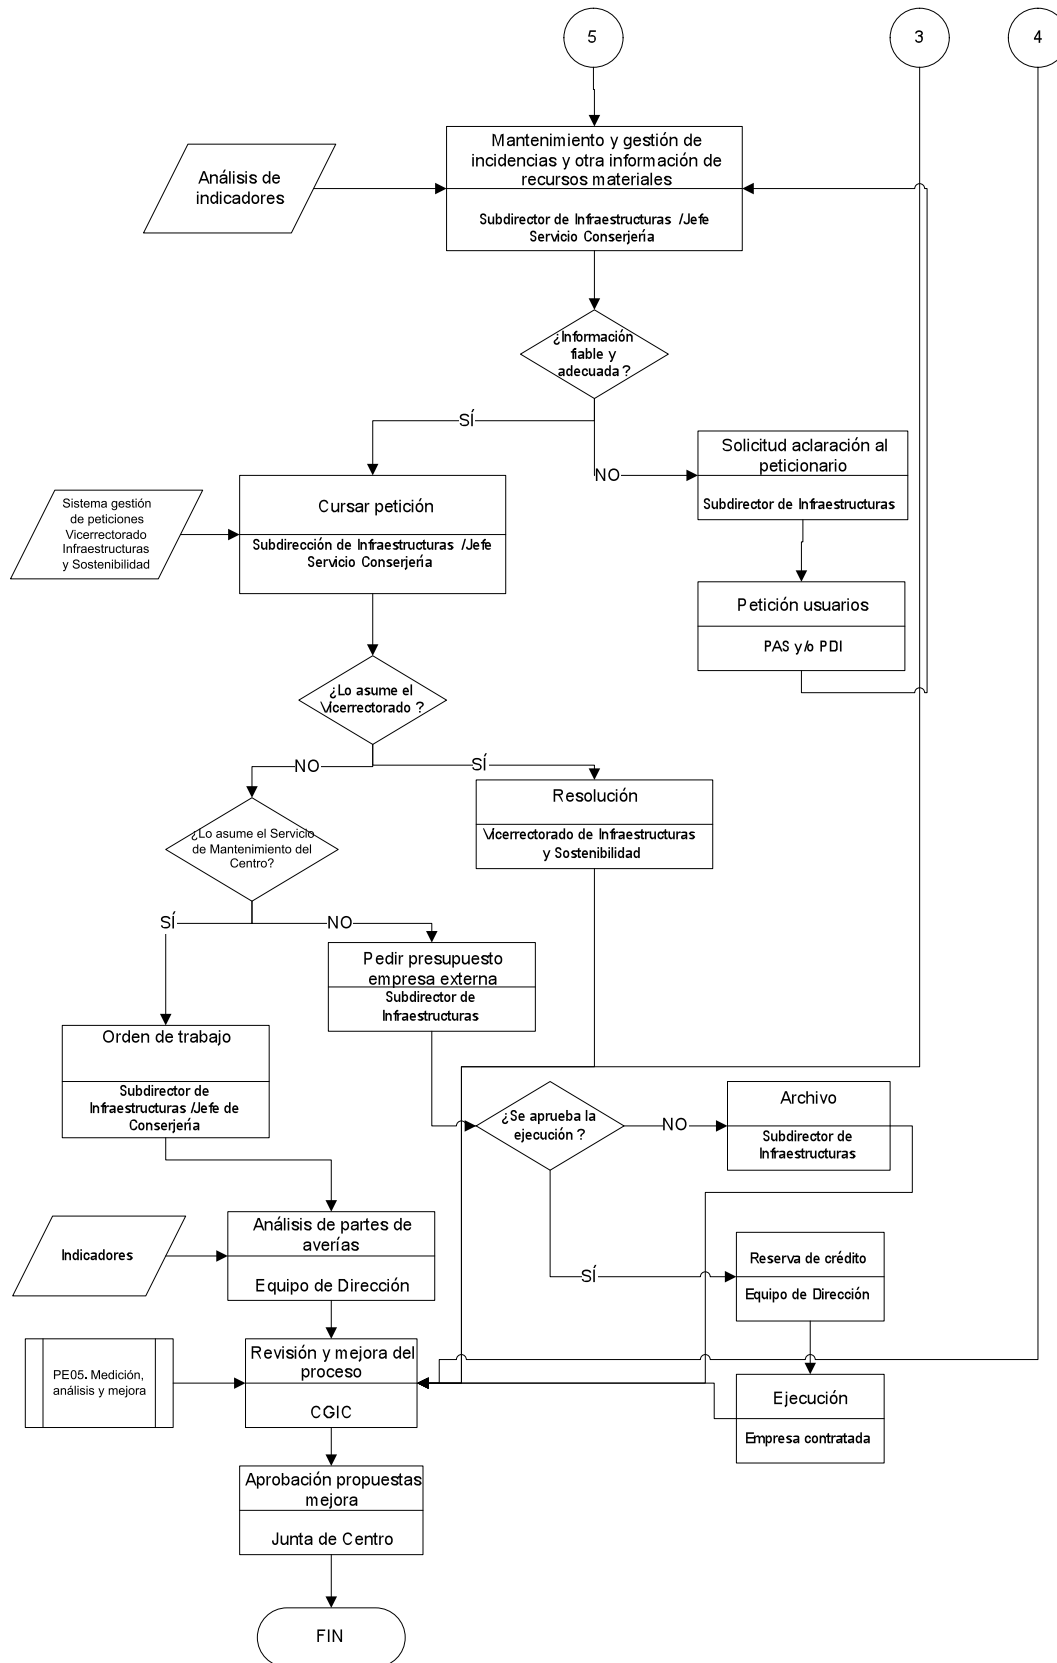 5
3
4
Mantenimiento y gestión de
incidencias y otra información de
recursos materiales
Subdirector de Infraestructuras /Jefe
Servicio Conserjería
Análisis de
indicadores
¿Información
fiable y
adecuada ?
SÍ
NO
Solicitud aclaración al
peticionario
Subdirector de Infraestructuras
Cursar petición
Subdirección de Infraestructuras /Jefe
Servicio Conserjería
Sistema gestión
de peticiones
Vicerrectorado
Infraestructuras
y Sostenibilidad
Petición usuarios
PAS y/o PDI
¿Lo asume el
Vicerrectorado ?
NO
SÍ
Resolución
Vicerrectorado de Infraestructuras
y Sostenibilidad
¿Lo asume el Servicio
de Mantenimiento del
Centro?
SÍ
NO
Pedir presupuesto
empresa externa
Subdirector de
Infraestructuras
Orden de trabajo
Subdirector de
Infraestructuras /Jefe de
Conserjería
¿Se aprueba la
ejecución ?
NO
Archivo
Subdirector de
Infraestructuras
SÍ
Indicadores
Análisis de partes de
averías
Equipo de Dirección
Reserva de crédito
Equipo de Dirección
PE05. Medición,
análisis y mejora
Revisión y mejora del
proceso
CGIC
Ejecución
Empresa contratada
Aprobación propuestas
mejora
Junta de Centro
FIN